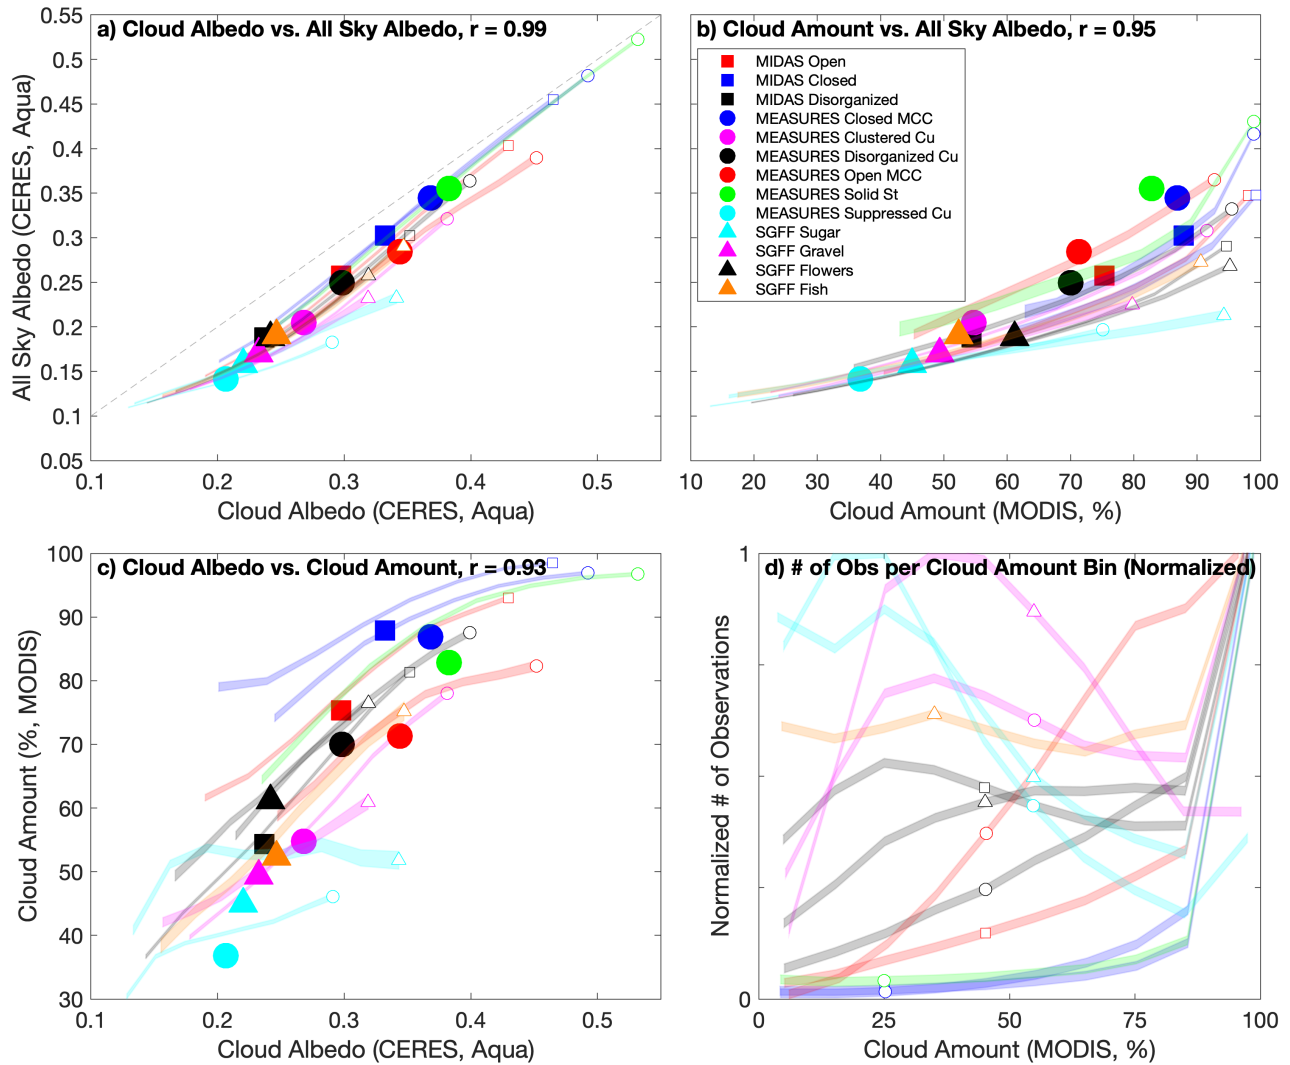 a) Cloud Albedo vs. All Sky Albedo, r = 0.99
All Sky Albedo (CERES, Aqua)
0.55
0.5
0.45
0.4
0.35
0.3
0.25
0.2
0.15
0.1
0.05
0.1
0.2
0.3
0.4
0.5
Cloud Albedo (CERES, Aqua)
b) Cloud Amount vs. All Sky Albedo, r = 0.95
MIDAS Open
MIDAS Closed
MIDAS Disorganized
MEASURES Closed MCC
MEASURES Clustered Cu
MEASURES Disorganized Cu
MEASURES Open MCC
MEASURES Solid St
MEASURES Suppressed Cu
SGFF Sugar
SGFF Gravel
SGFF Flowers
SGFF Fish
10
20
30
40
50
60
70
80
90
100
Cloud Amount (MODIS, %)
c) Cloud Albedo vs. Cloud Amount, r = 0.93
Cloud Amount (%, MODIS)
100
90
80
70
60
50
40
30
0.1
0.2
0.3
0.4
0.5
Cloud Albedo (CERES, Aqua)
d) # of Obs per Cloud Amount Bin (Normalized)
Normalized # of Observations
1
0
0
25
50
75
100
Cloud Amount (MODIS, %)